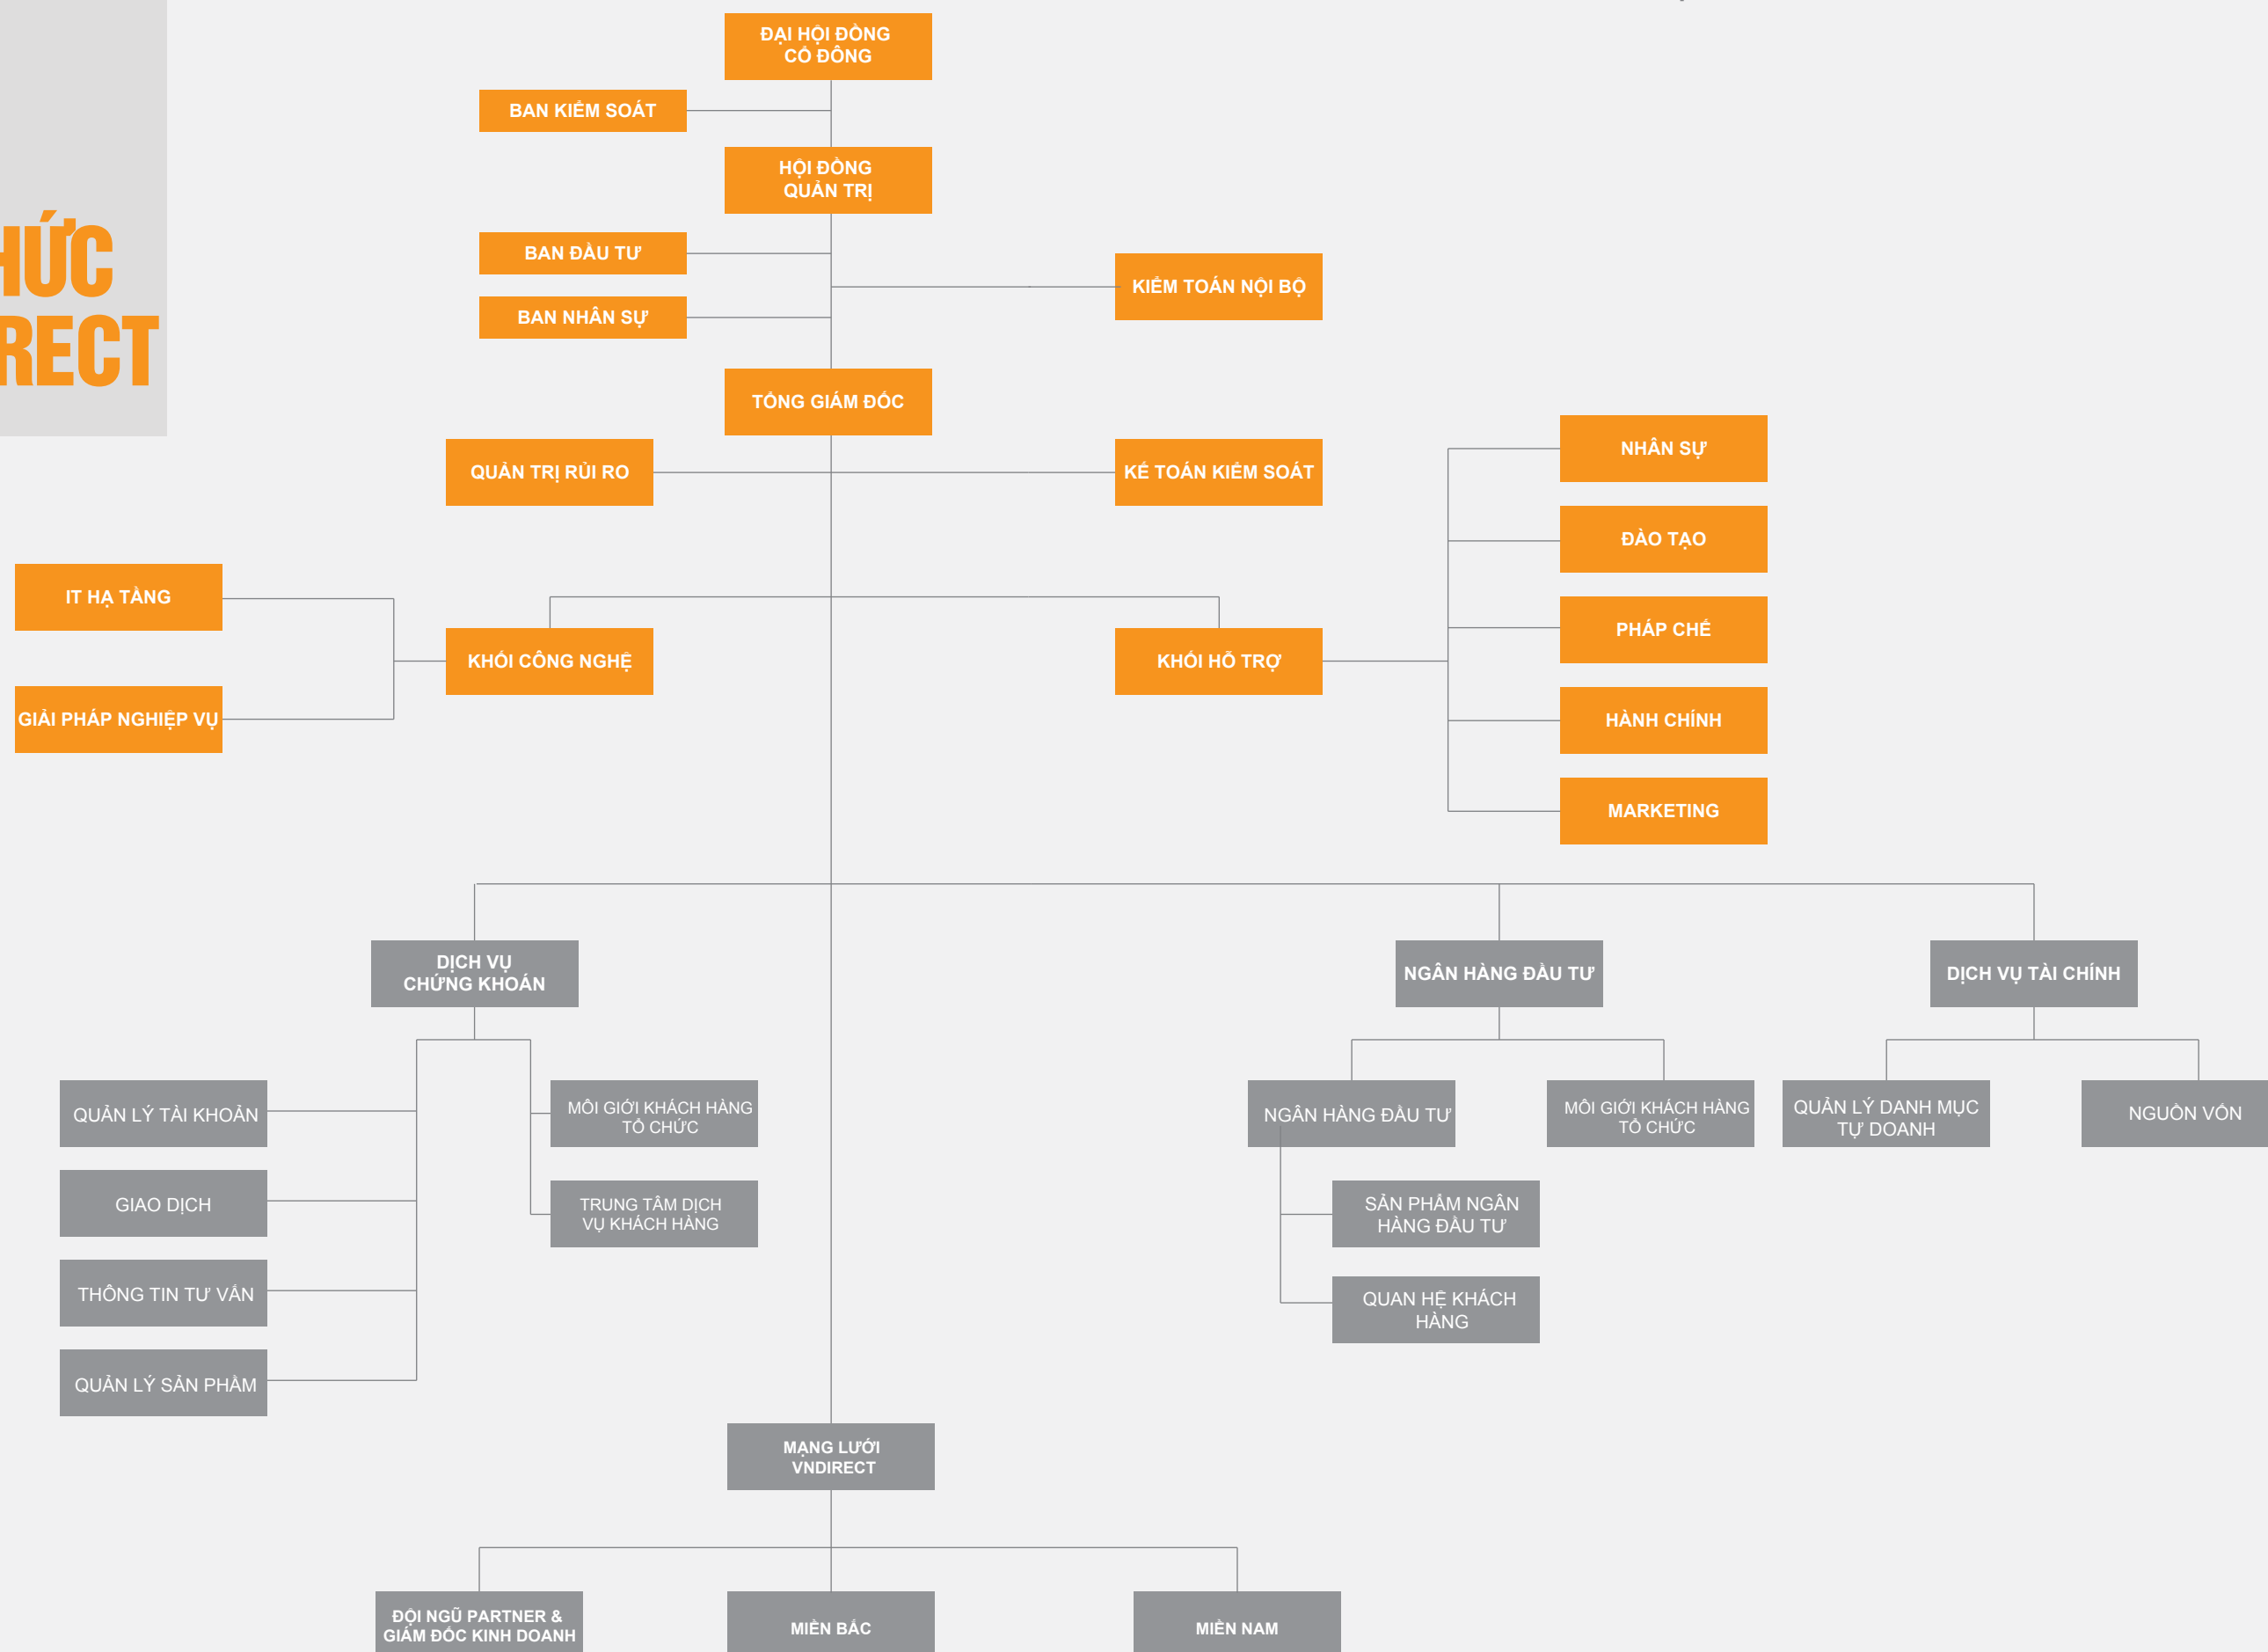 ĐẠI HỘI ĐỒNG
CỔ ĐÔNG
BAN KIỂM SOÁT
HỘI ĐỒNG
QUẢN TRỊ
HỨC
RECT
BAN ĐẦU TƯ
KIỂM TOÁN NỘI BỘ
BAN NHÂN SỰ
TỔNG GIÁM ĐỐC
QUẢN TRỊ RỦI RO
KẾ TOÁN KIỂM SOÁT
NHÂN SỰ
ĐÀO TẠO
IT HẠ TẦNG
PHÁP CHẾ
KHỐI CÔNG NGHỆ
KHỐI HỖ TRỢ
GIẢI PHÁP NGHIỆP VỤ
HÀNH CHÍNH
MARKETING
DỊCH VỤ
CHỨNG KHOÁN
NGÂN HÀNG ĐẦU TƯ
DỊCH VỤ TÀI CHÍNH
QUẢN LÝ TÀI KHOẢN
MÔI GIỚI KHÁCH HÀNG
TỔ CHỨC
NGÂN HÀNG ĐẦU TƯ
MÔI GIỚI KHÁCH HÀNG
TỔ CHỨC
QUẢN LÝ DANH MỤC
TỰ DOANH
NGUỒN VỐN
GIAO DỊCH
TRUNG TÂM DỊCH
VỤ KHÁCH HÀNG
SẢN PHẨM NGÂN
HÀNG ĐẦU TƯ
THÔNG TIN TƯ VẤN
QUAN HỆ KHÁCH
HÀNG
QUẢN LÝ SẢN PHẨM
MẠNG LƯỚI
VNDIRECT
ĐỘI NGŨ PARTNER &
GIÁM ĐỐC KINH DOANH
MIỀN BẮC
MIỀN NAM